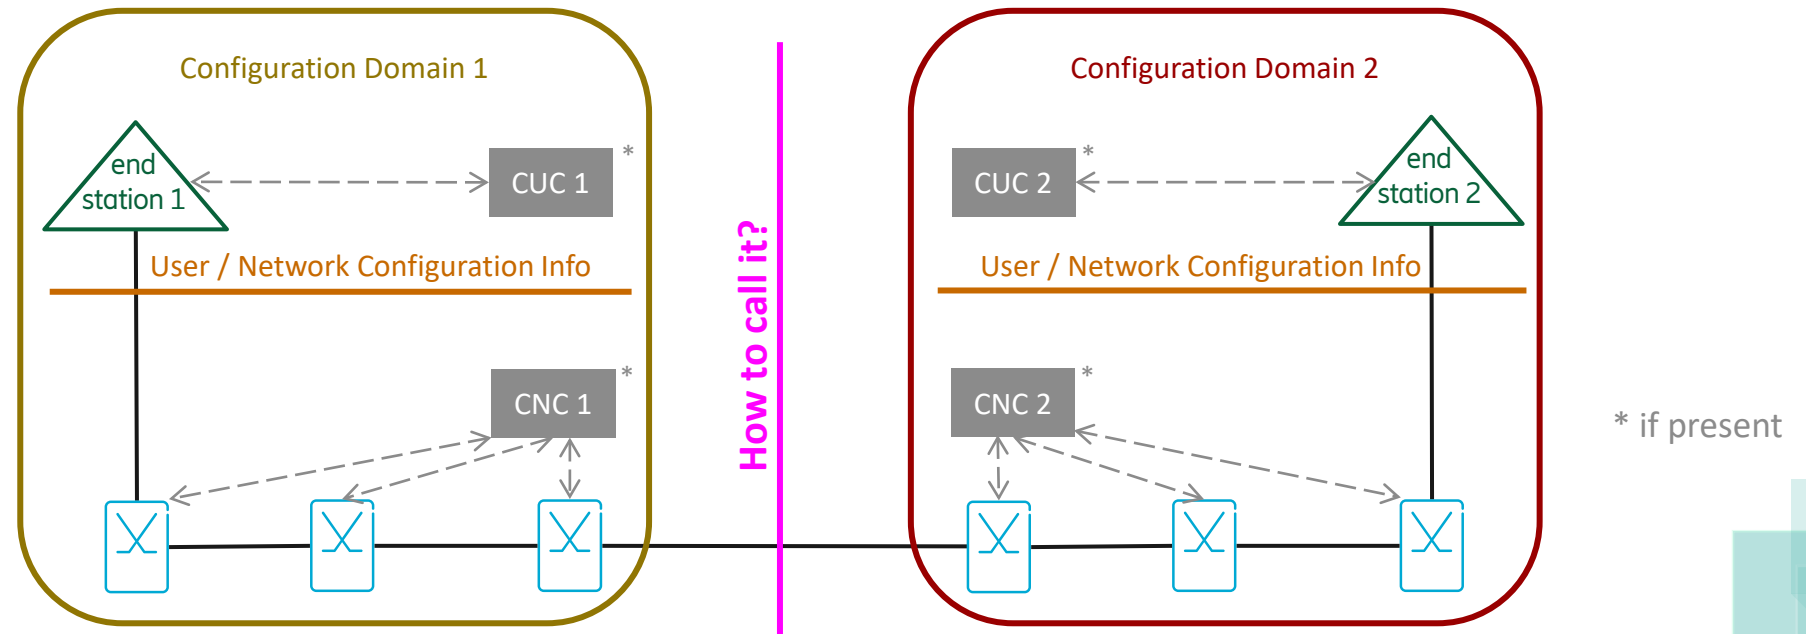 Configuration Domain 1
end
station 1
*
CUC 1
User / Network Configuration Info
*
CNC 1
How to call it?
Configuration Domain 2
*
CUC 2
end
station 2
User / Network Configuration Info
*
CNC 2
* if present